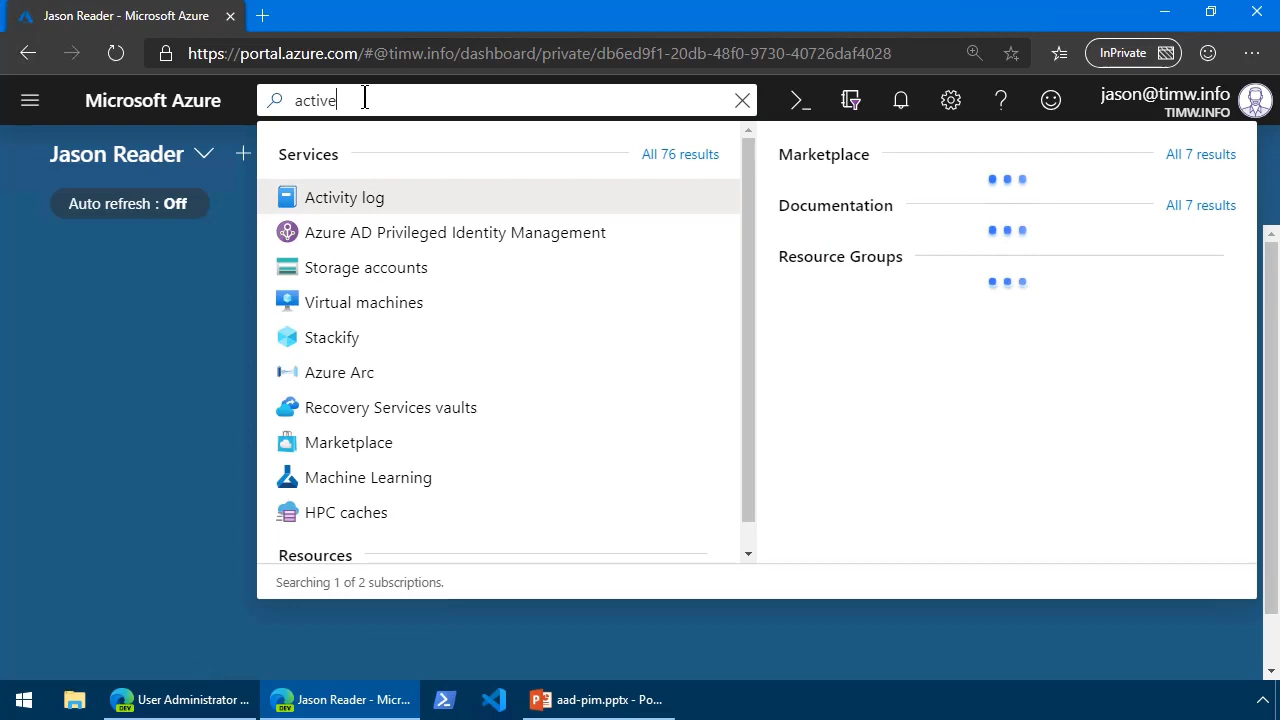 Jason Reader - Microsoft Azure
https://portal.azure.com/#@timw.info/dashboard/private/db6ed9f1-20db-48f0-9730-40726daf4028
InPrivate
Microsoft Azure
active
jason@timw.info
TIMW.INFO
Jason Reader
Auto refresh : Off
Services
All 76 results
Activity log
Azure AD Privileged Identity Management
Storage accounts
Virtual machines
Stackify
Azure Arc
Recovery Services vaults
Marketplace
Machine Learning
HPC caches
Resources
Marketplace
All 7 results
Documentation
All 7 results
Resource Groups
Searching 1 of 2 subscriptions.
DEV
User Administrator ...
DEV
Jason Reader - Micr...
aad-pim.pptx - Po...